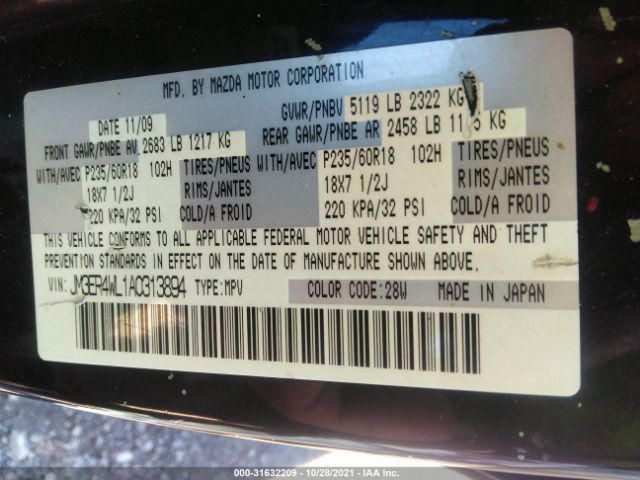 MFD. BY MAZDA MOTOR CORPORATION
DATE 11/09 GVWR/PNBV 5119 LB 2322 KG
FRONT GAWR/PNBE AV 2683 LB 1217 KG REAR GAWR/PNBE AR 2458 LB KG
WITH/AVEC P235/60R18 102H TIRES/PNEUS WITH/AVEC P235/60R18 102H TIRES/PNEUS
18X7 1/2J RIMS/JANTES 18X7 1/2J RIMS/JANTES
220 KPA/32 PSI COLD/A FROID 220 KPA/32 PSI COLD/A FROID
THIS VEHICLE CONFORMS TO ALL APPLICABLE FEDERAL MOTOR VEHICLE SAFETY AND THEFT
PREVENTION STANDARDS IN EFFECT ON THE DATE OF MANUFACTURE SHOWN ABOVE.
VIN: JM3ER4WL1A0313894 TYPE:MPV COLOR CODE:28W MADE IN JAPAN
000-31632209 - 10/28/2021 - IAA Inc.